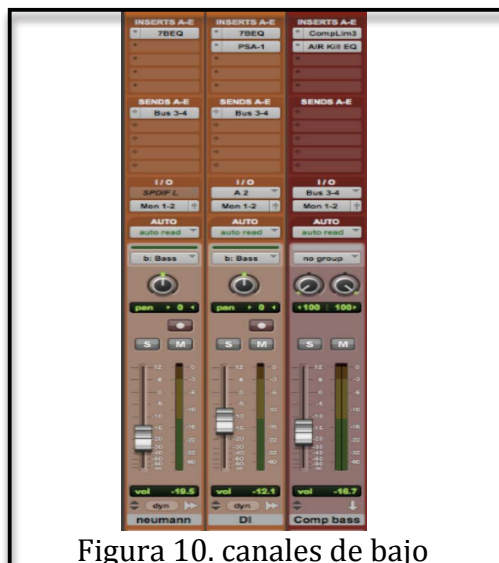 INSERTS A-E INSERTS A-E INSERTS A-E
7BEQ 7BEQ CompLim3
PSA-1 AIR Kill EQ
SENDS A-E SENDS A-E SENDS A-E
Bus 3-4 Bus 3-4
I / O I / O I / O
SPDIF L A 2 Bus 3-4
Mon 1-2 Mon 1-2 Mon 1-2
AUTO AUTO AUTO
auto read auto read auto read
b: Bass b: Bass no group
pan 0 pan 0 100 100
S M S M S M
vol -19.5 vol -12.1 vol -16.7
dyn dyn
neumann DI Comp bass
Figura 10. canales de bajo